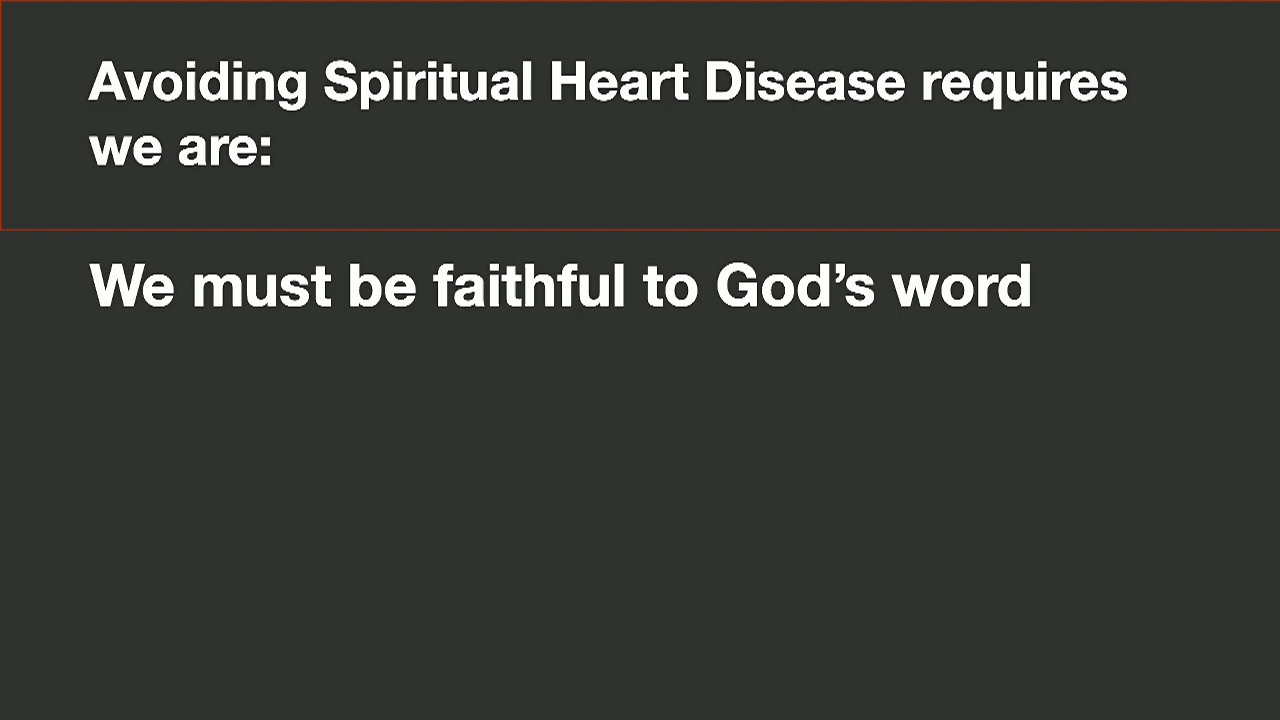 Avoiding Spiritual Heart Disease requires
we are:
We must be faithful to God’s word